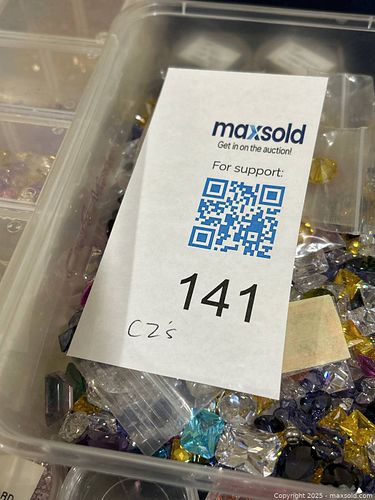 maxsold
Get in on the auction!
For support:
141
CZ's
Copyright 2025 - maxsold.com